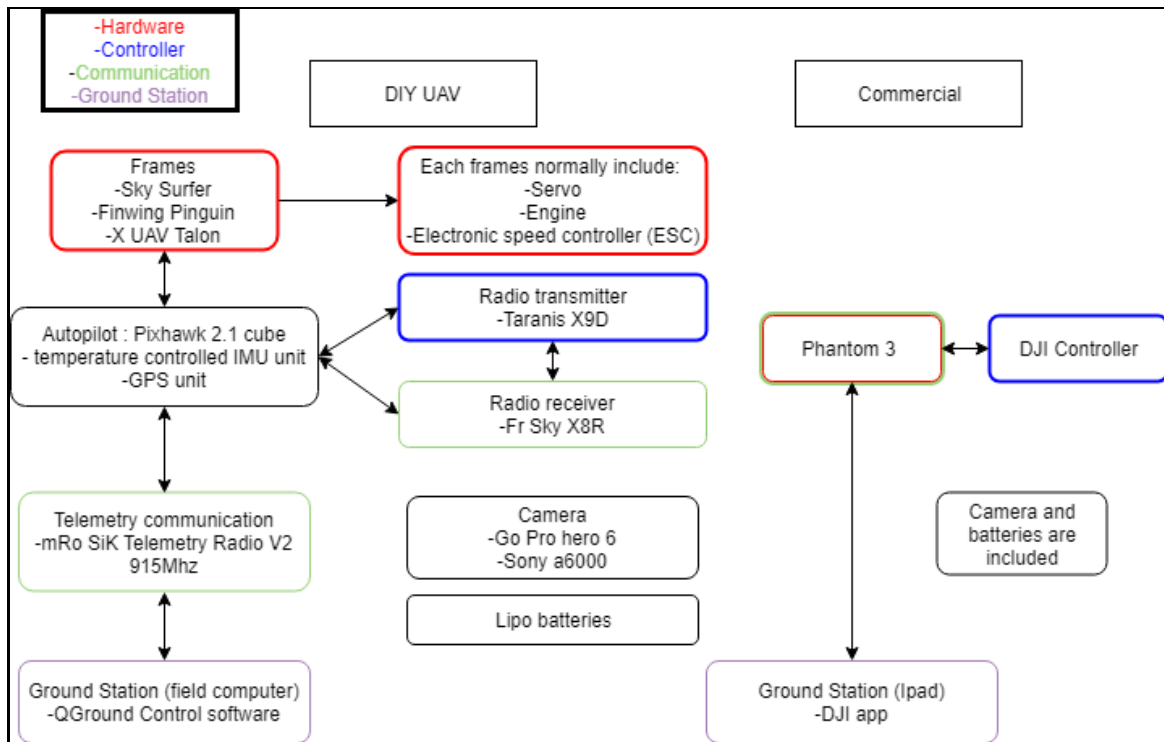 -Hardware
-Controller
-Communication
-Ground Station
DIY UAV
Commercial
Frames
-Sky Surfer
-Finwing Pinguin
-X UAV Talon
Each frames normally include:
-Servo
-Engine
-Electronic speed controller (ESC)
Autopilot : Pixhawk 2.1 cube
- temperature controlled IMU unit
-GPS unit
Radio transmitter
-Taranis X9D
Radio receiver
-Fr Sky X8R
Phantom 3
DJI Controller
Telemetry communication
-mRo SiK Telemetry Radio V2
915Mhz
Camera
-Go Pro hero 6
-Sony a6000
Camera and
batteries are
included
Lipo batteries
Ground Station (field computer)
-QGround Control software
Ground Station (Ipad)
-DJI app